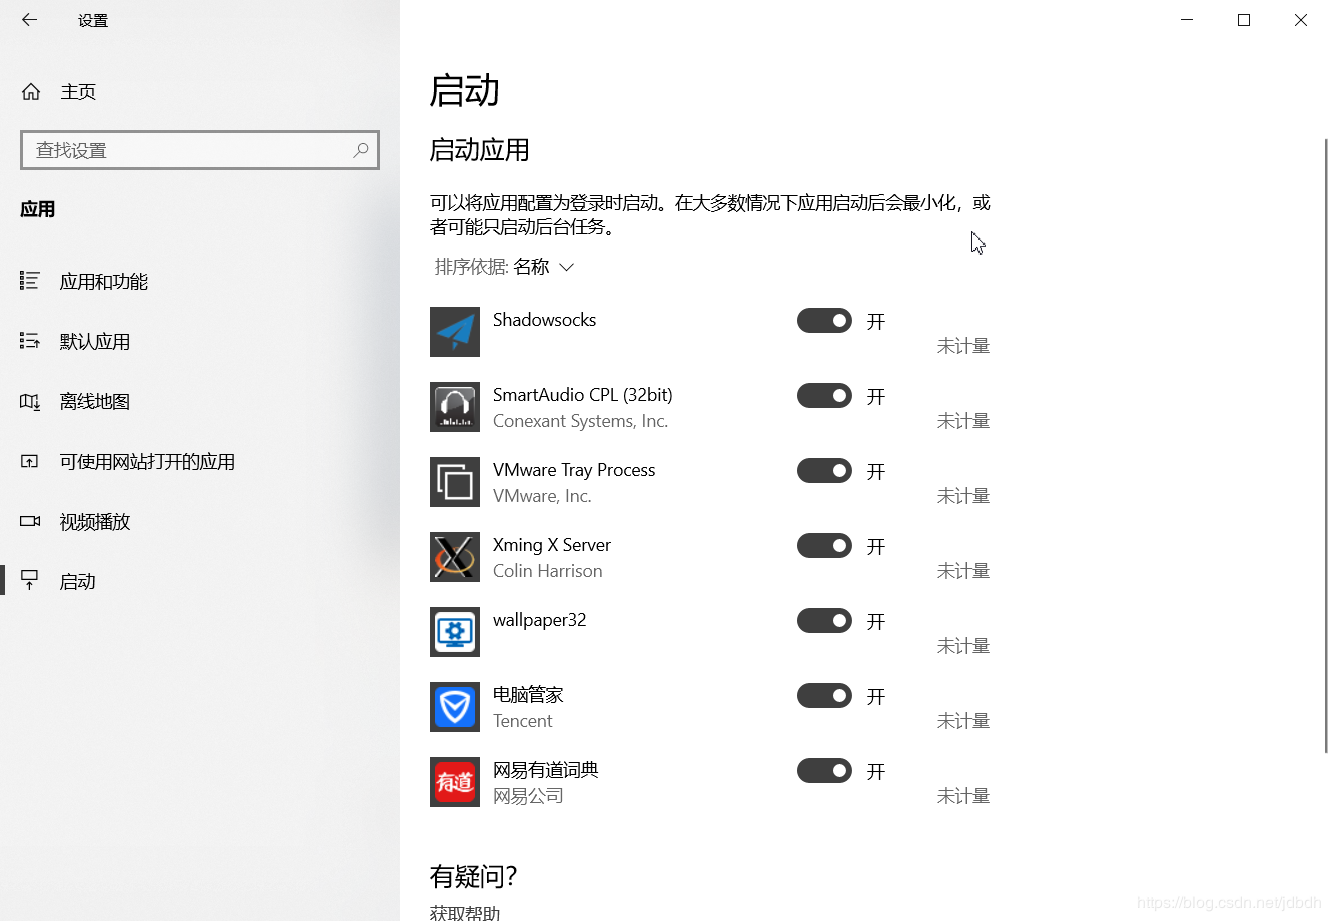 设置
主页
查找设置
应用
应用和功能
默认应用
离线地图
可使用网站打开的应用
视频播放
启动
启动
启动应用
可以将应用配置为登录时启动。在大多数情况下应用启动后会最小化，或
者可能只启动后台任务。
排序依据: 名称
Shadowsocks
开
未计量
SmartAudio CPL (32bit)
开
Conexant Systems, Inc.
未计量
VMware Tray Process
开
VMware, Inc.
未计量
Xming X Server
开
Colin Harrison
未计量
wallpaper32
开
未计量
电脑管家
开
Tencent
未计量
有道
网易有道词典
开
网易公司
未计量
有疑问?
获取帮助
https://blog.csdn.net/jdbdh